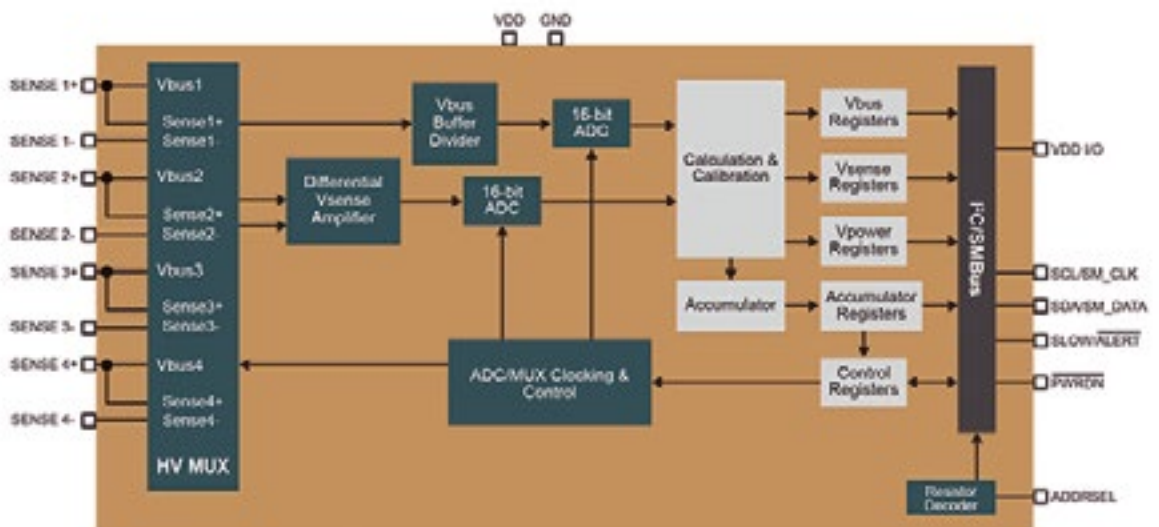 VDD GND
SENSE 1+
SENSE 1-
SENSE 2+
SENSE 2-
SENSE 3+
SENSE 3-
SENSE 4+
SENSE 4-
Vbus1
Sense1+
Sense1-
Vbus2
Sense2+
Sense2-
Vbus3
Sense3+
Sense3-
Vbus4
Sense4+
Sense4-
HV MUX
Vbus
Buffer
Divider
16-bit
ADC
Differential
Vsense
Amplifier
16-bit
ADC
ADC/MUX Clocking &
Control
Calculation &
Calibration
Accumulator
Vbus
Registers
Vsense
Registers
Vpower
Registers
Accumulator
Registers
Control
Registers
I²C/SMBus
Resistor
Decoder
VDD I/O
SCL/SM_CLK
SDA/SM_DATA
SLOW/ALERT
PWRDN
ADDRSEL